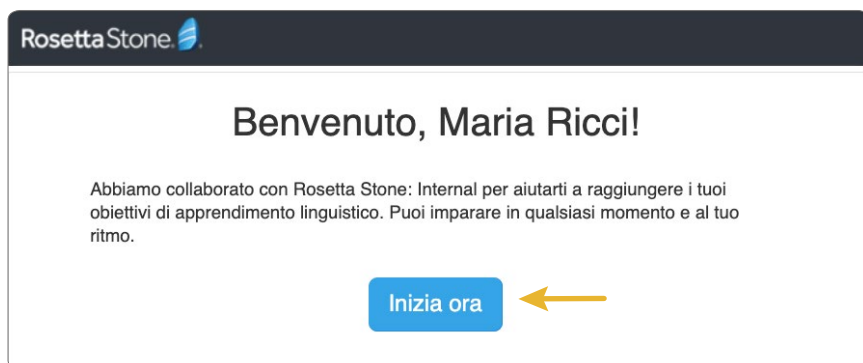 RosettaStone.
Benvenuto, Maria Ricci!
Abbiamo collaborato con Rosetta Stone: Internal per aiutarti a raggiungere i tuoi
obiettivi di apprendimento linguistico. Puoi imparare in qualsiasi momento e al tuo
ritmo.
Inizia ora